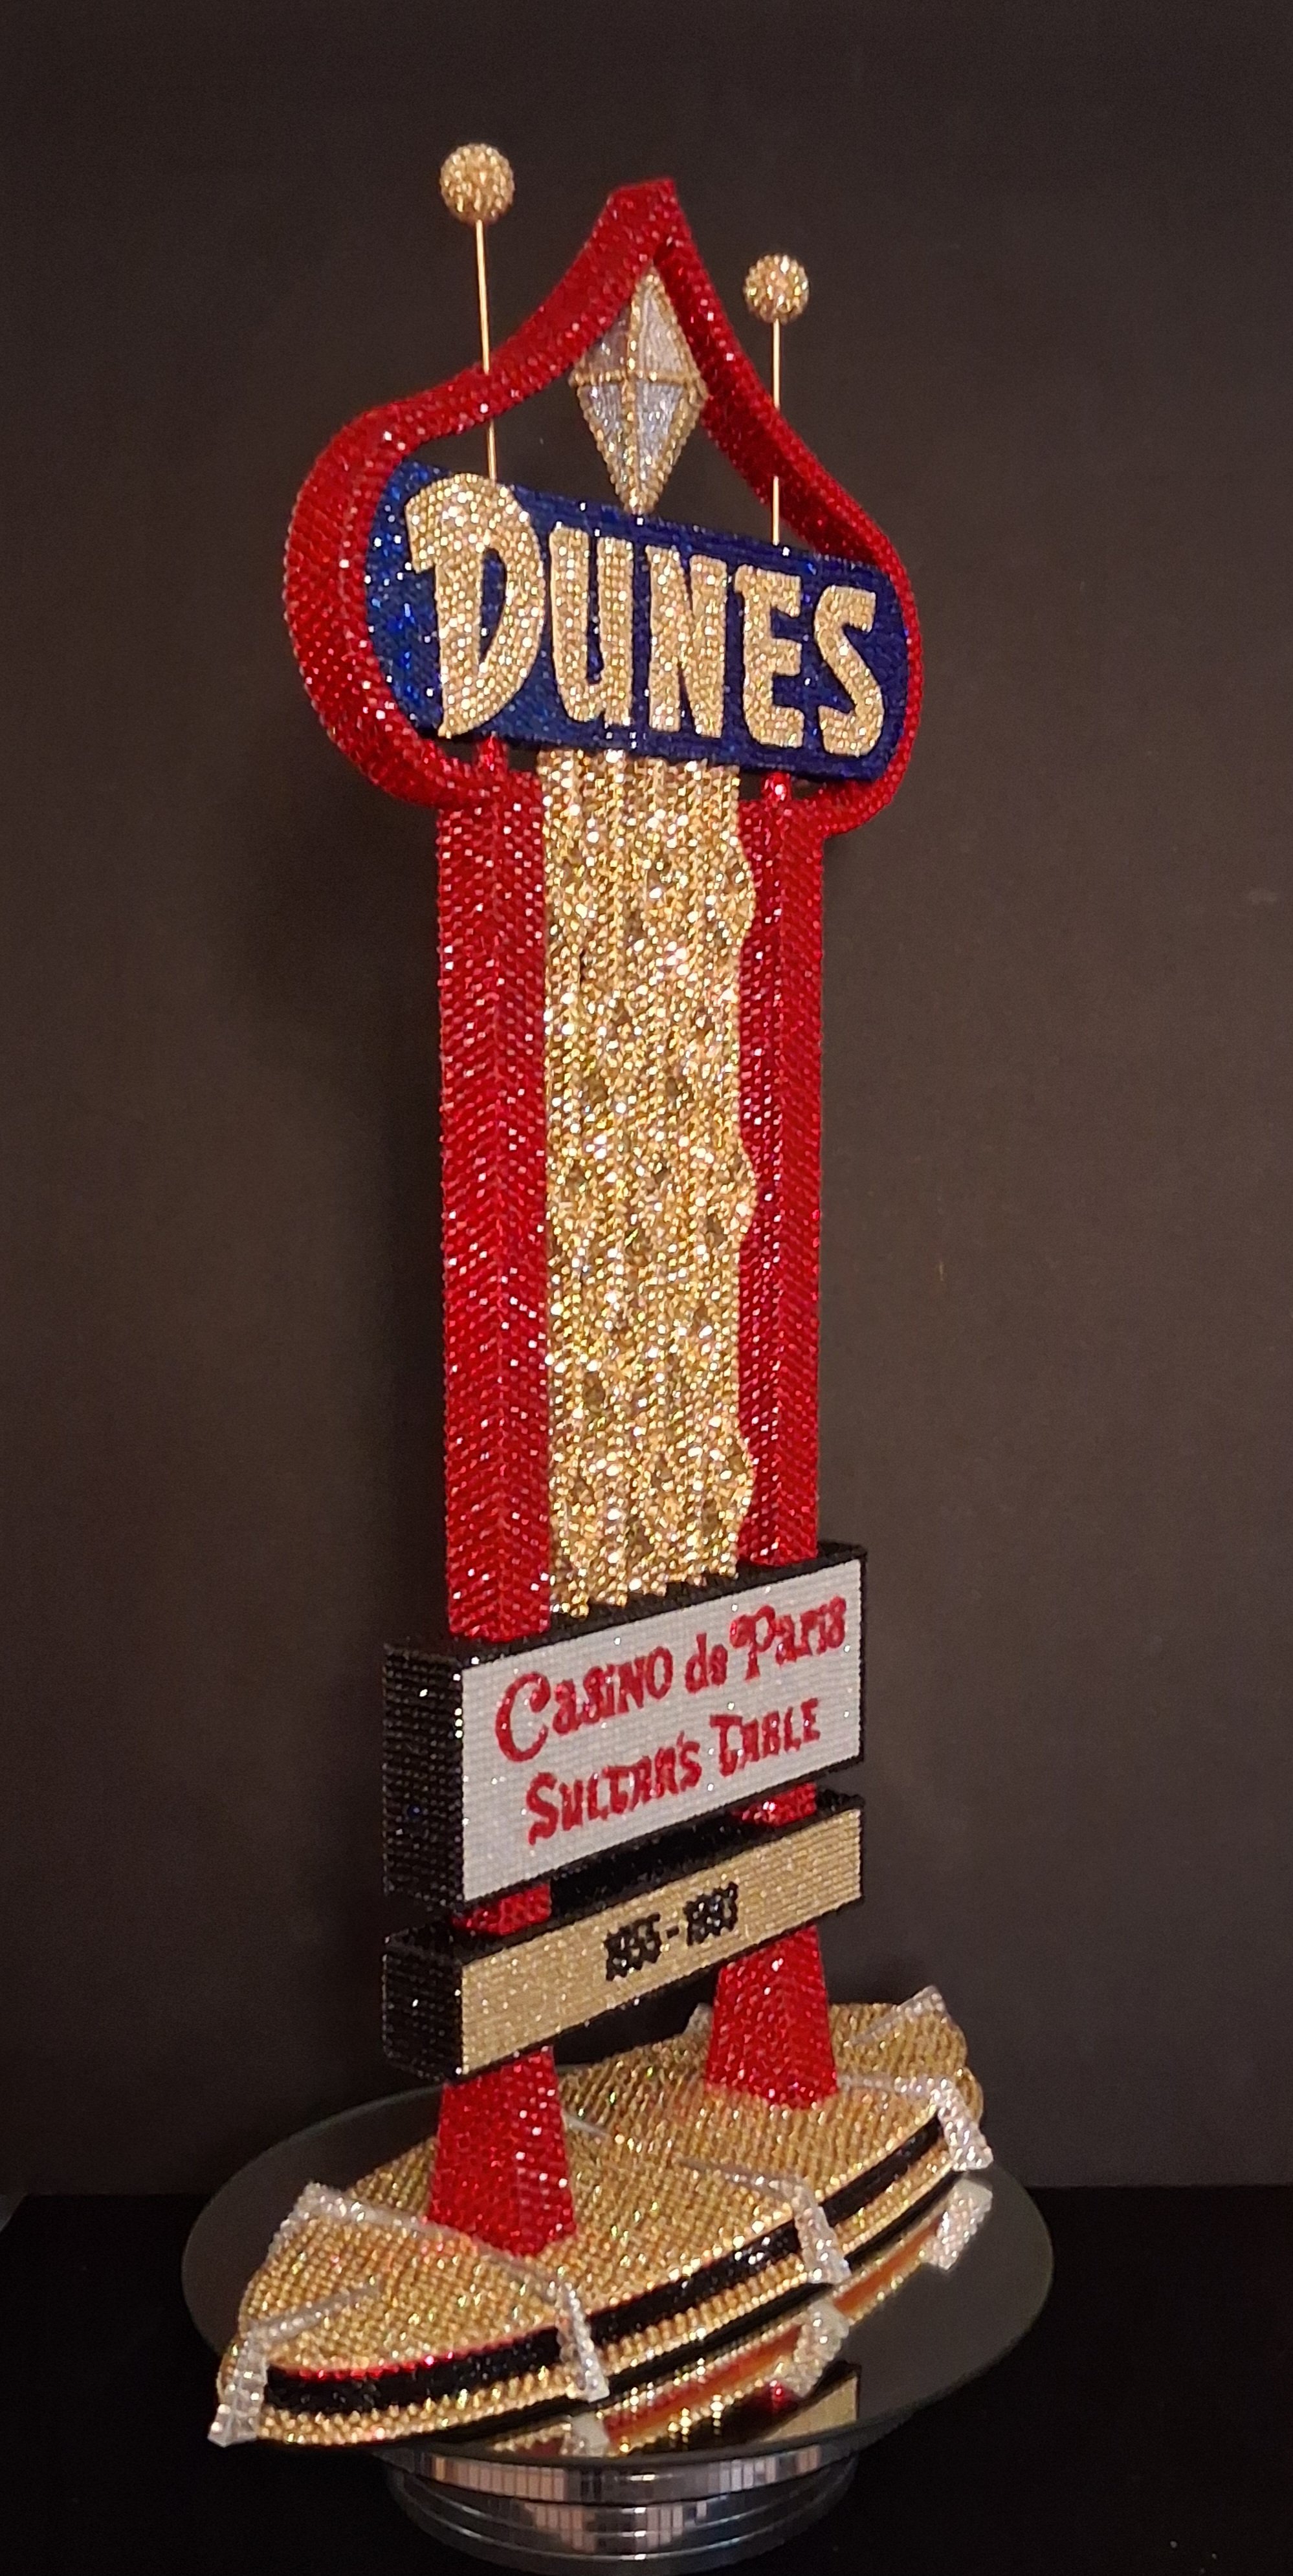 DUNES
Casino de Paris
SULTAN'S TABLE
1955-1993